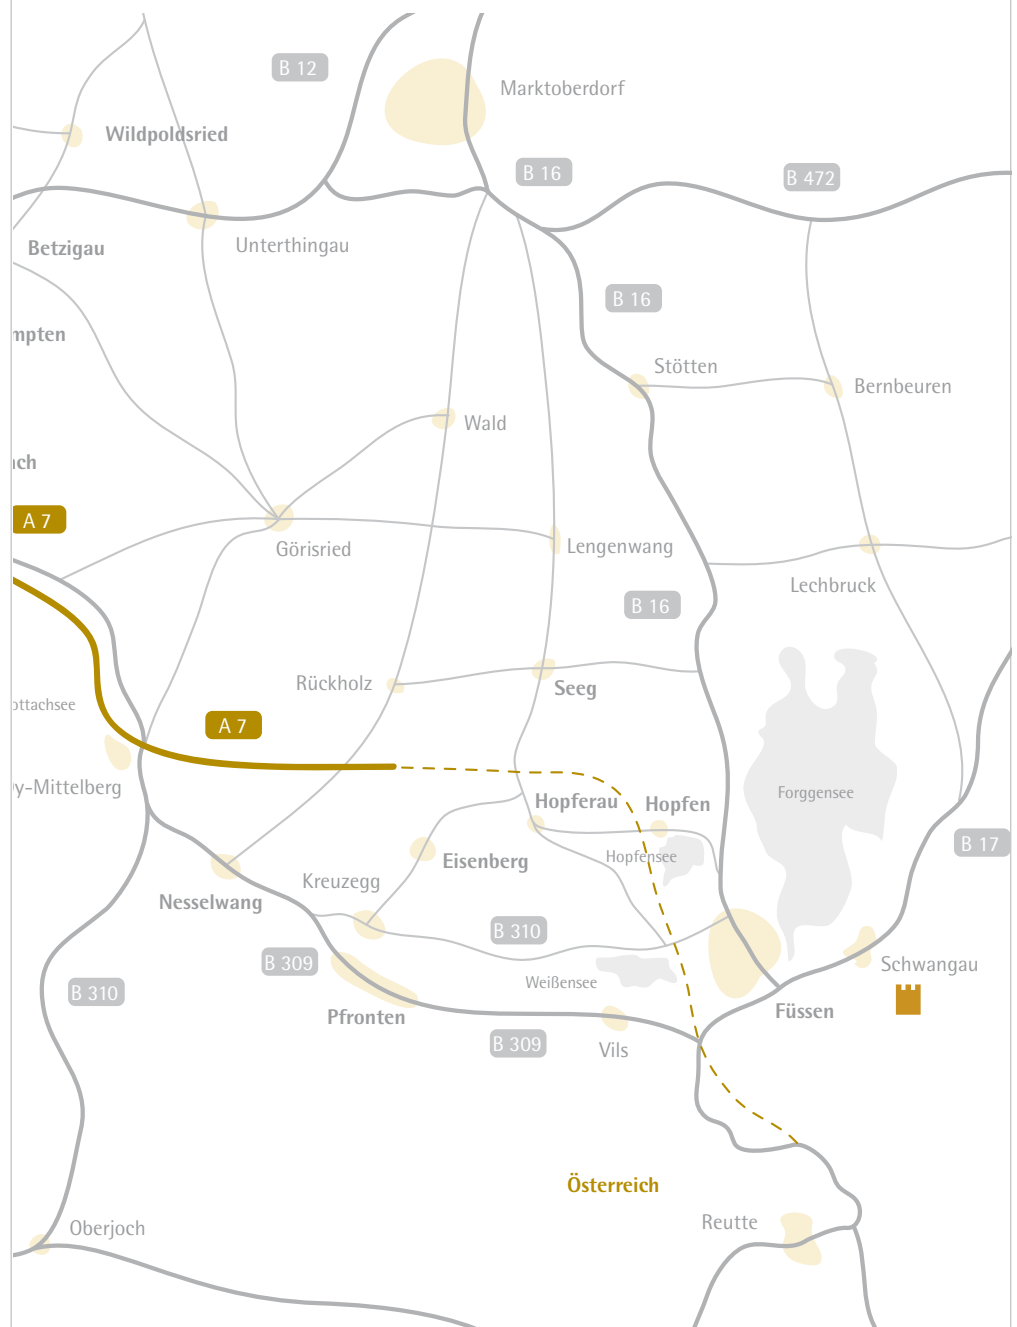 B 12
Marktoberdorf
Wildpoldsried
B 16
B 472
Betzigau
Unterthingau
B 16
mpten
Stötten
Bernbeuren
Wald
ach
A 7
Görisried
Lengenwang
Lechbruck
B 16
Rückholz
Seeg
ottachsee
A 7
Oy-Mittelberg
Forggensee
Hopferau
Hopfen
B 17
Hopfensee
Eisenberg
Kreuzegg
Nesselwang
B 310
B 309
Schwangau
Weißensee
B 310
Füssen
Pfronten
B 309
Vils
Österreich
Reutte
Oberjoch